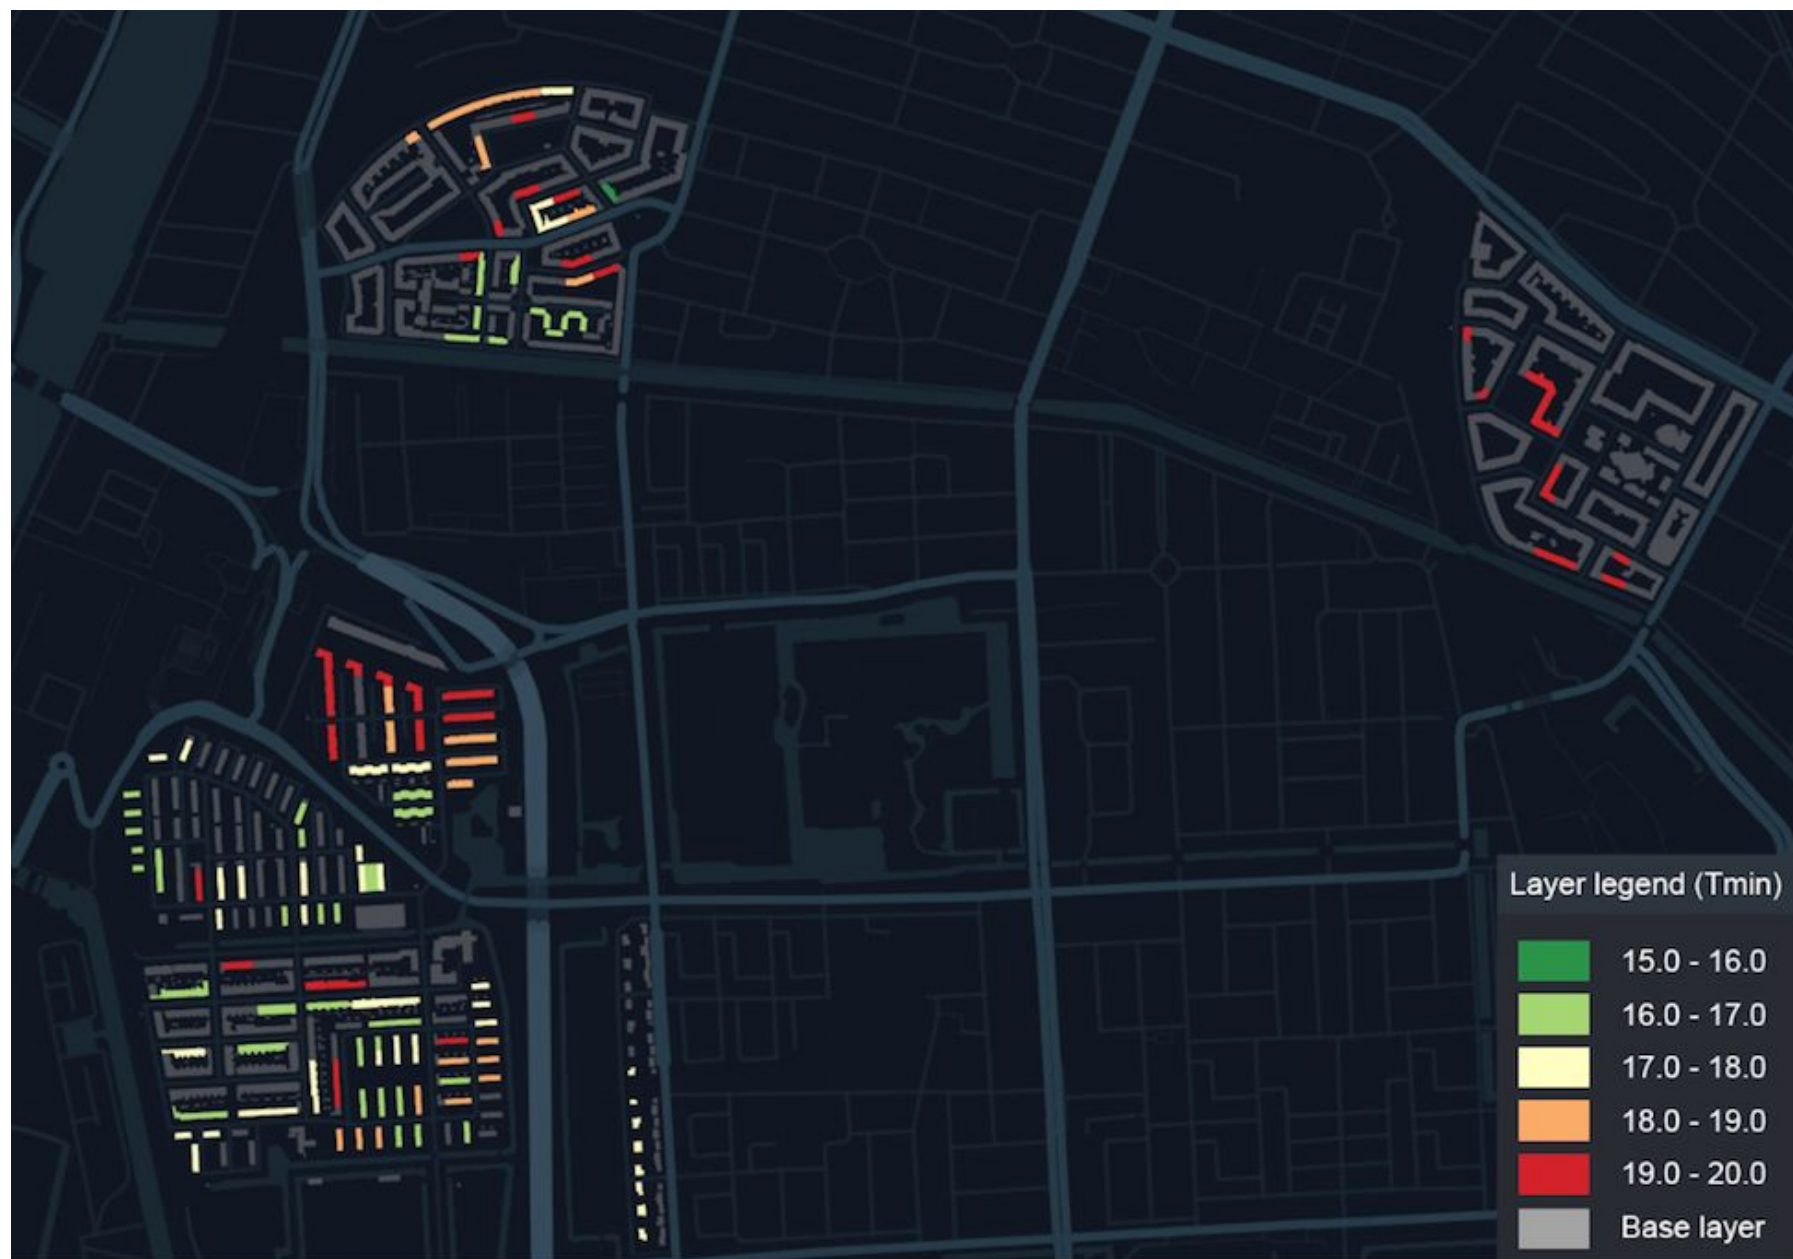 Layer legend (Tmin)
15.0 - 16.0
16.0 - 17.0
17.0 - 18.0
18.0 - 19.0
19.0 - 20.0
Base layer